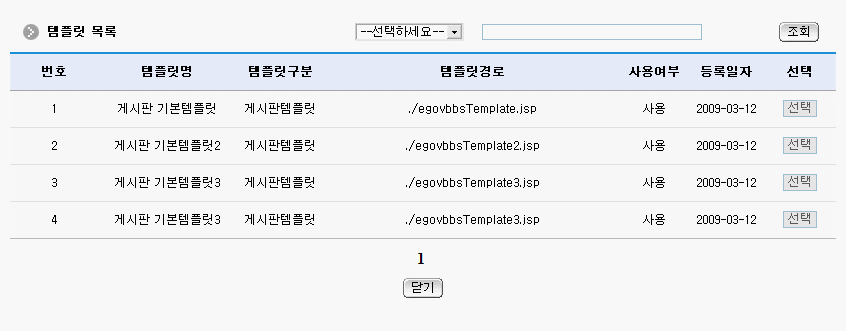 템플릿 목록 --선택하세요-- 조회
번호 템플릿명 템플릿구분 템플릿경로 사용여부 등록일자 선택
1 게시판 기본템플릿 게시판템플릿 ./egovbbsTemplate.jsp 사용 2009-03-12 선택
2 게시판 기본템플릿2 게시판템플릿 ./egovbbsTemplate2.jsp 사용 2009-03-12 선택
3 게시판 기본템플릿3 게시판템플릿 ./egovbbsTemplate3.jsp 사용 2009-03-12 선택
4 게시판 기본템플릿3 게시판템플릿 ./egovbbsTemplate3.jsp 사용 2009-03-12 선택
1
닫기